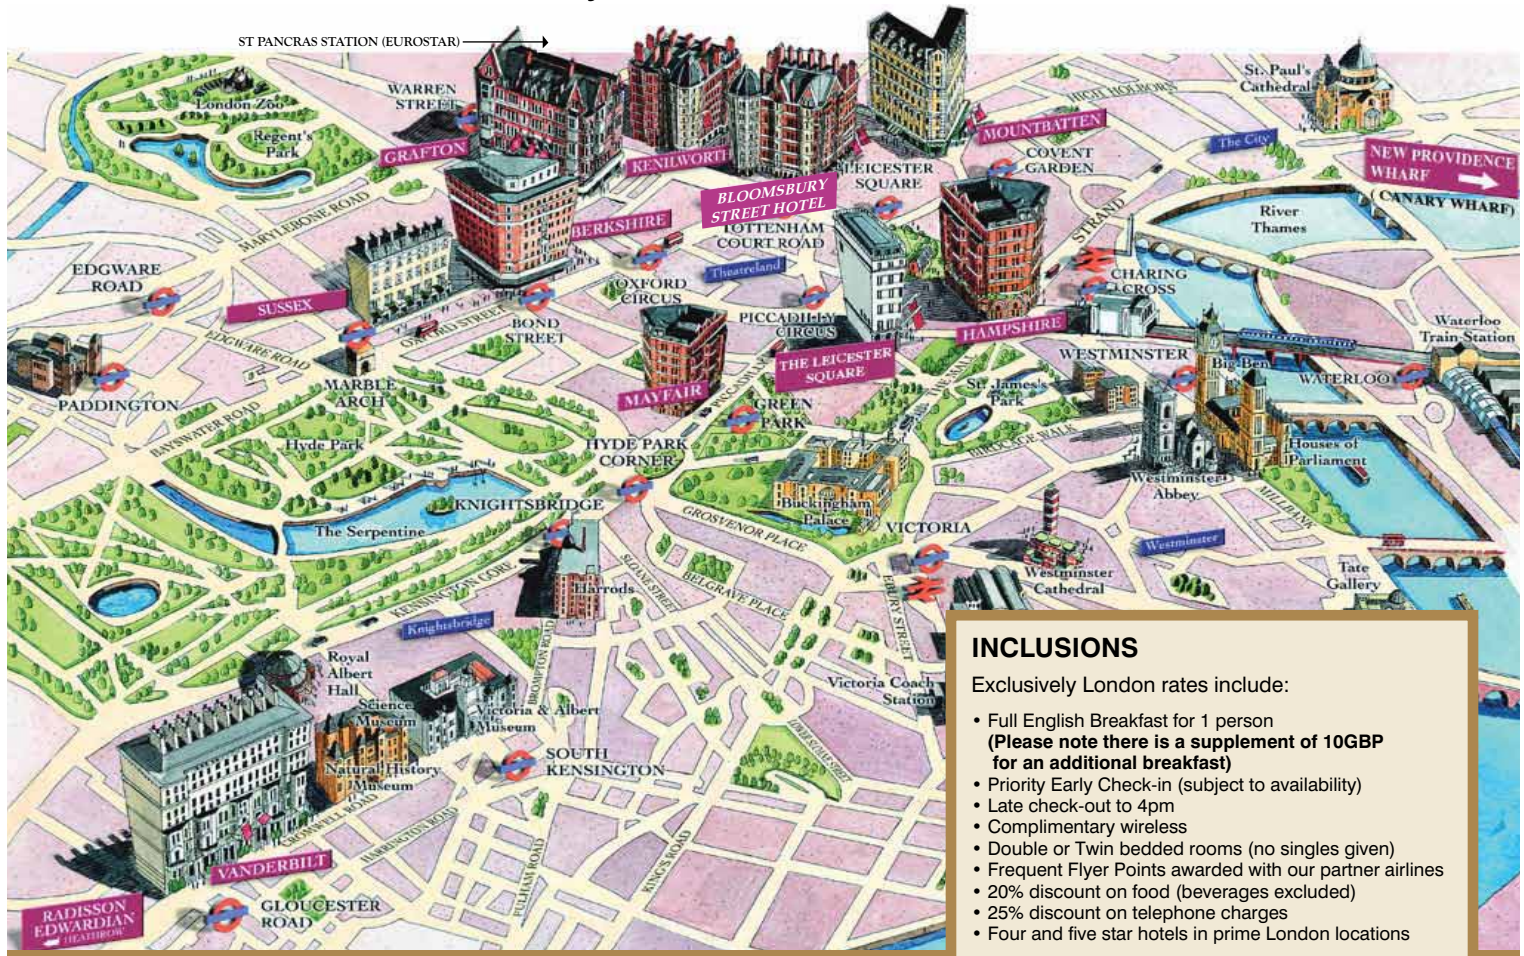 ST PANCRAS STATION (EUROSTAR)
WARREN
STREET
London Zoo
Regent's
Park
GRAFTON
KENILWORTH
BLOOMSBURY
STREET HOTEL
LEICESTER
SQUARE
MOUNTBATTEN
HIGH HOLBORN
St. Paul's
Cathedral
COVENT
GARDEN
The City
NEW PROVIDENCE
WHARF
( CANARY WHARF)
River
Thames
STRAND
MARYLEBONE ROAD
BERKSHIRE
TOTTENHAM
COURT ROAD
Theatreland
OXFORD
CIRCUS
EDGWARE
ROAD
SUSSEX
EDGWARE ROAD
OXFORD STREET
BOND
STREET
PICCADILLY
CIRCUS
CHARING
CROSS
HAMPSHIRE
Waterloo
Train Station
WESTMINSTER
Big Ben
WATERLOO
THE LEICESTER
SQUARE
MAYFAIR
THE MALL
St. James's
Park
PADDINGTON
MARBLE
ARCH
BAYSWATER ROAD
Hyde Park
GREEN
PARK
HYDE PARK
CORNER
BIRDCAGE WALK
Houses of
Parliament
Westminster
Abbey
MILLBANK
KNIGHTSBRIDGE
The Serpentine
Buckingham
Palace
GROSVENOR PLACE
VICTORIA
Westminster
Westminster
Cathedral
Tate
Gallery
KENSINGTON GORE
Knightsbridge
Harrods
SLOANE STREET
BELGRAVE PLACE
EBURY STREET
BROMPTON ROAD
Royal
Albert
Hall
Science
Museum
Victoria & Albert
Museum
Natural History
Museum
SOUTH
KENSINGTON
Victoria Coach
Station
CROMWELL ROAD
HARRINGTON ROAD
VANDERBILT
FULHAM ROAD
KING'S ROAD
GLOUCESTER
ROAD
RADISSON
EDWARDIAN
HEATHROW
INCLUSIONS
Exclusively London rates include:
• Full English Breakfast for 1 person
(Please note there is a supplement of 10GBP
for an additional breakfast)
• Priority Early Check-in (subject to availability)
• Late check-out to 4pm
• Complimentary wireless
• Double or Twin bedded rooms (no singles given)
• Frequent Flyer Points awarded with our partner airlines
• 20% discount on food (beverages excluded)
• 25% discount on telephone charges
• Four and five star hotels in prime London locations